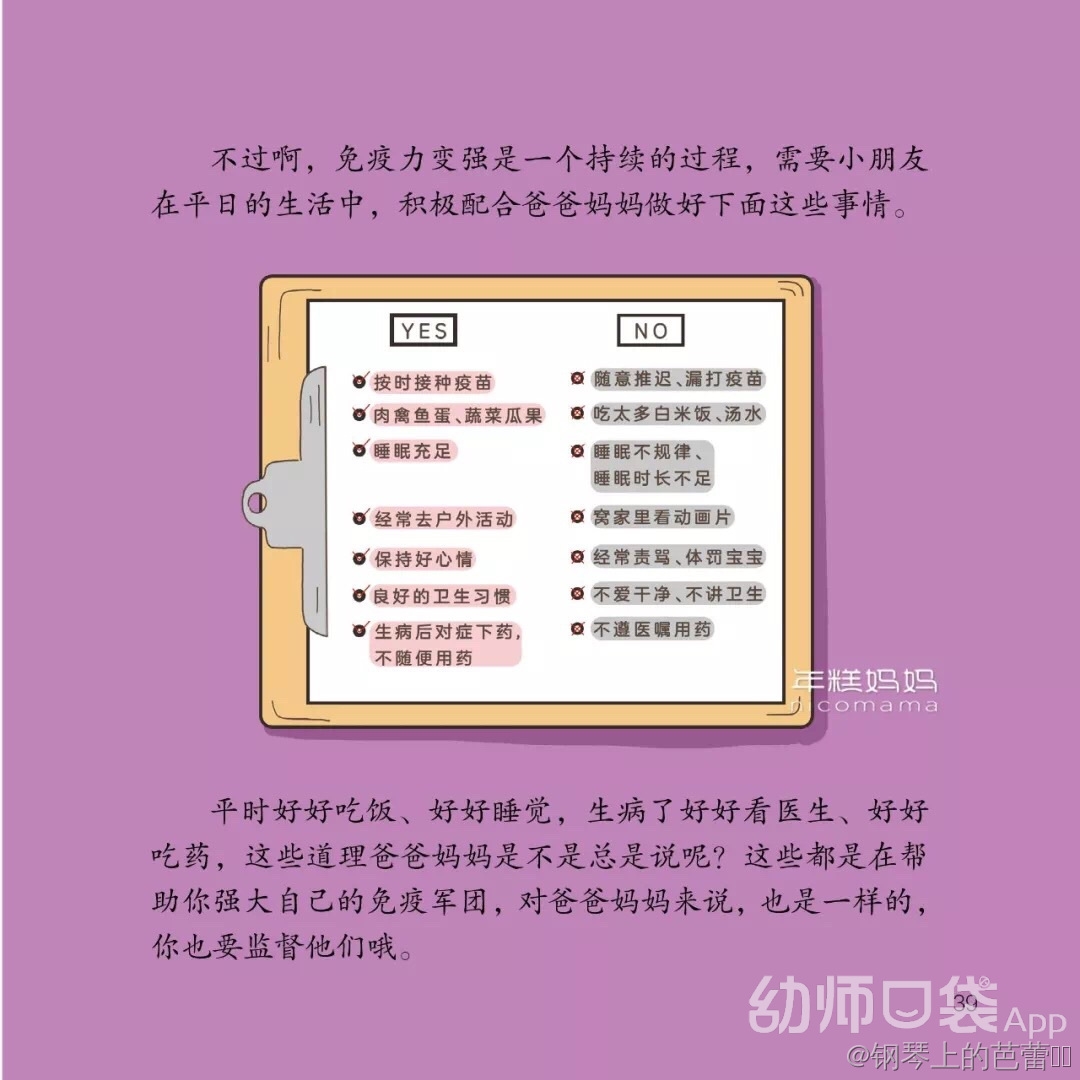 不过啊，免疫力变强是一个持续的过程，需要小朋友
在平日的生活中，积极配合爸爸妈妈做好下面这些事情。
YES
按时接种疫苗
肉禽鱼蛋、蔬菜瓜果
睡眠充足
经常去户外活动
保持好心情
良好的卫生习惯
生病后对症下药，
不随便用药
NO
随意推迟、漏打疫苗
吃太多白米饭、汤水
睡眠不规律、
睡眠时长不足
窝家里看动画片
经常责骂、体罚宝宝
不爱干净、不讲卫生
不遵医嘱用药
年糕妈妈
nicomama
平时好好吃饭、好好睡觉，生病了好好看医生、好好
吃药，这些道理爸爸妈妈是不是总是说呢？这些都是在帮
助你强大自己的免疫军团，对爸爸妈妈来说，也是一样的，
你也要监督他们哦。
39
幼师口袋App
@钢琴上的芭蕾